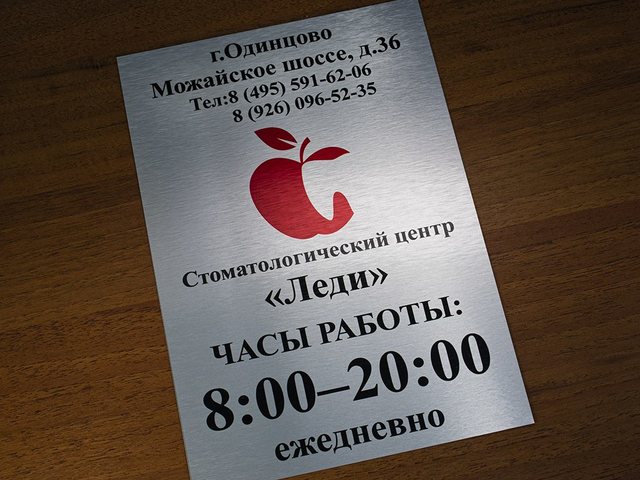 г.Одинцово
Можайское шоссе, д.36
Тел:8 (495) 591-62-06
8 (926) 096-52-35
Стоматологический центр
«Леди»
ЧАСЫ РАБОТЫ:
8:00–20:00
ежедневно